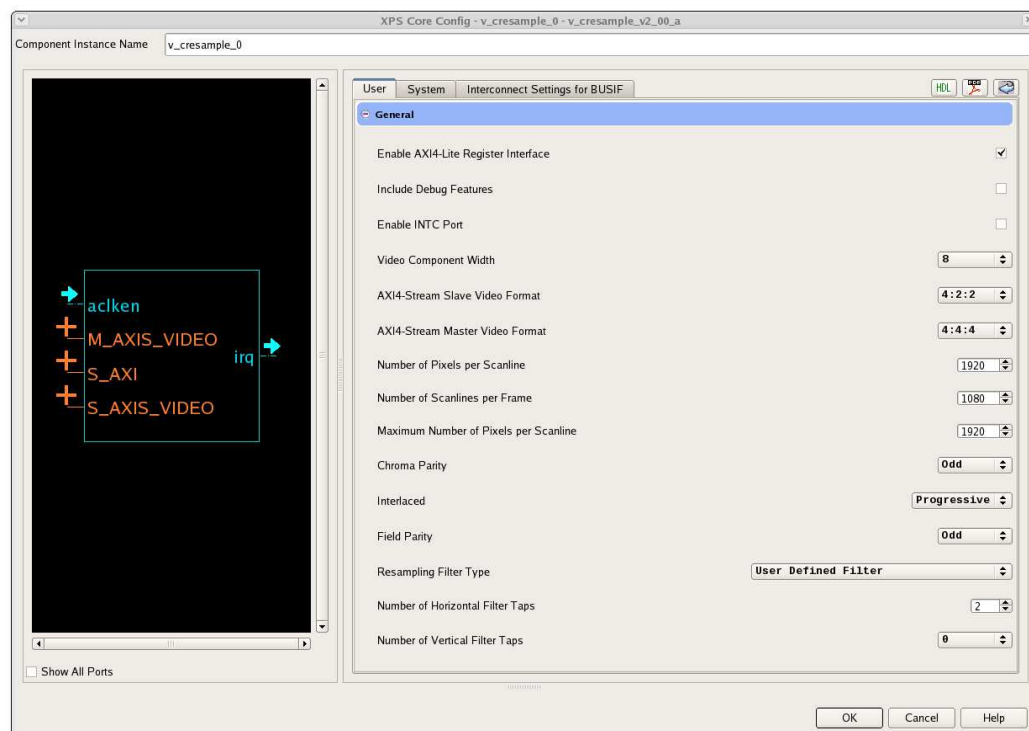 XPS Core Config - v_cresample_0 - v_cresample_v2_00_a
Component Instance Name v_cresample_0
User System Interconnect Settings for BUSIF HDL
General
Enable AXI4-Lite Register Interface
Include Debug Features
Enable INTC Port
Video Component Width 8
AXI4-Stream Slave Video Format 4:2:2
AXI4-Stream Master Video Format 4:4:4
Number of Pixels per Scanline 1920
Number of Scanlines per Frame 1080
Maximum Number of Pixels per Scanline 1920
Chroma Parity Odd
Interlaced Progressive
Field Parity Odd
Resampling Filter Type User Defined Filter
Number of Horizontal Filter Taps 2
Number of Vertical Filter Taps 0
aclken
M_AXIS_VIDEO
irq
S_AXI
S_AXIS_VIDEO
Show All Ports
OK Cancel Help